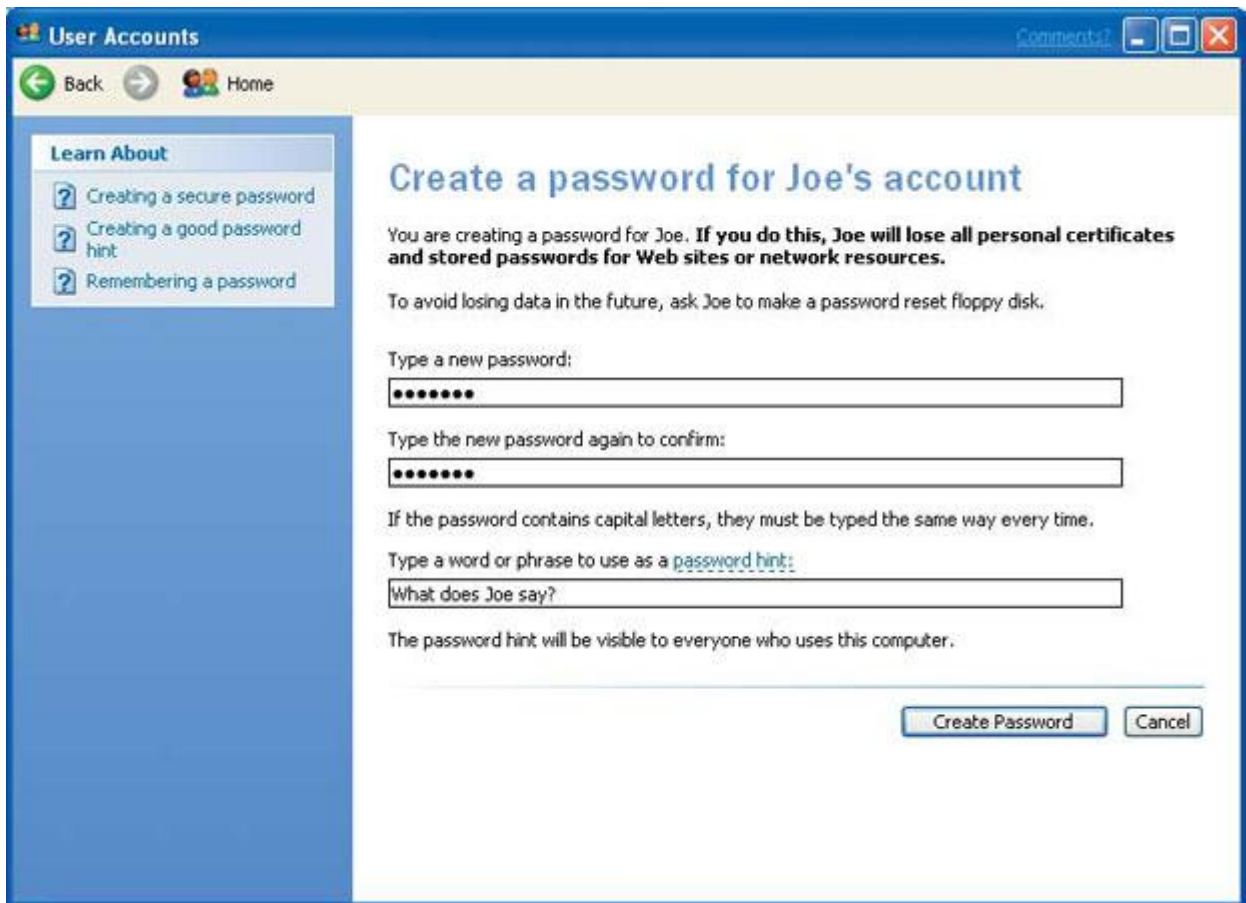 User Accounts
Comments?
Back
Home
Learn About
Creating a secure password
Creating a good password
hint
Remembering a password
Create a password for Joe's account
You are creating a password for Joe. If you do this, Joe will lose all personal certificates
and stored passwords for Web sites or network resources.
To avoid losing data in the future, ask Joe to make a password reset floppy disk.
Type a new password:
●●●●●●●
Type the new password again to confirm:
●●●●●●●
If the password contains capital letters, they must be typed the same way every time.
Type a word or phrase to use as a password hint:
What does Joe say?
The password hint will be visible to everyone who uses this computer.
Create Password
Cancel